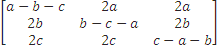 a − b − c 2a 2a
2b b − c − a 2b
2c 2c c − a − b